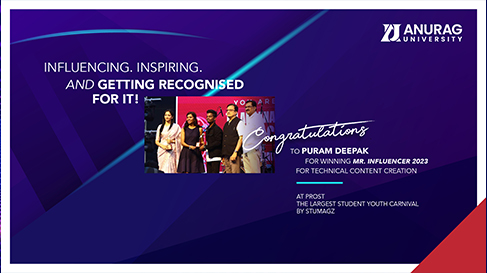 ANURAG
UNIVERSITY
INFLUENCING. INSPIRING.
AND GETTING RECOGNISED
FOR IT!
Congratulations
TO PURAM DEEPAK
FOR WINNING MR. INFLUENCER 2023
FOR TECHNICAL CONTENT CREATION
AT PROST
THE LARGEST STUDENT YOUTH CARNIVAL
BY STUMAGZ